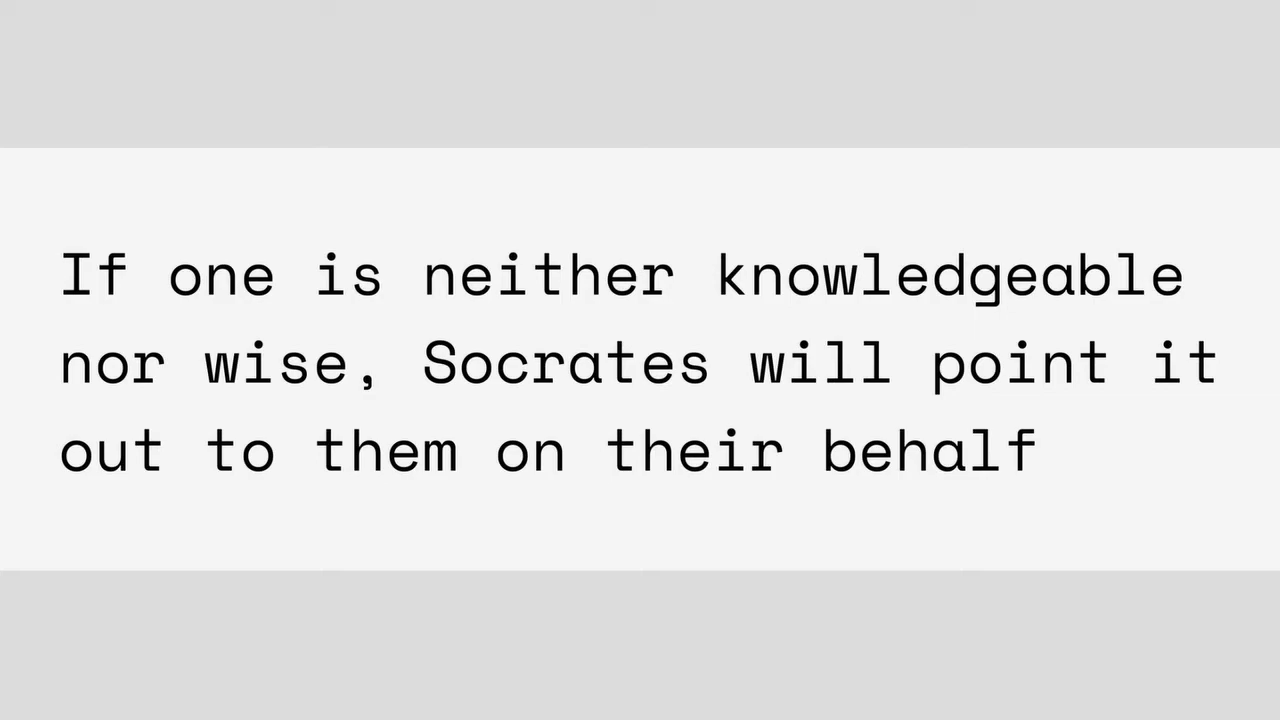 If one is neither knowledgeable
nor wise, Socrates will point it
out to them on their behalf